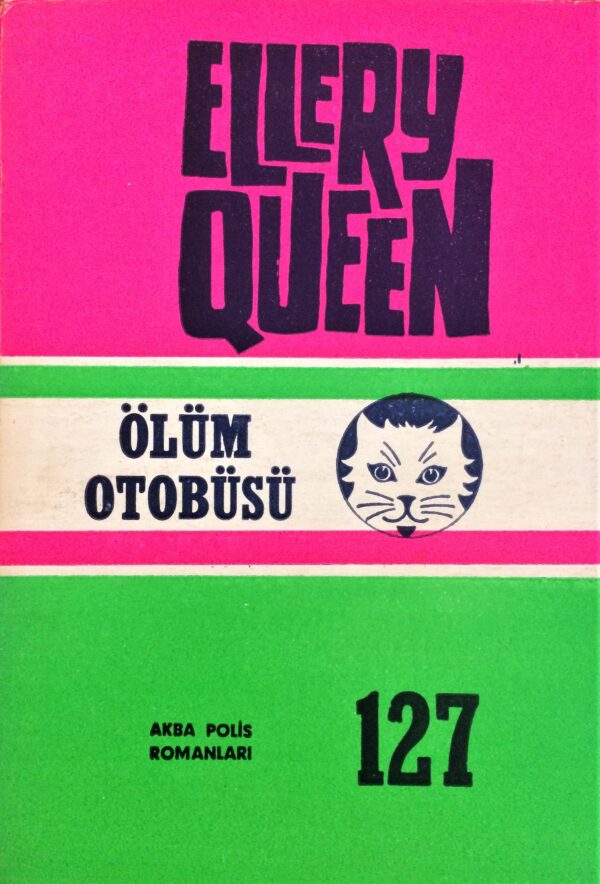 ELLERY
QUEEN
ÖLÜM
OTOBÜSÜ
AKBA POLİS
ROMANLARI
127